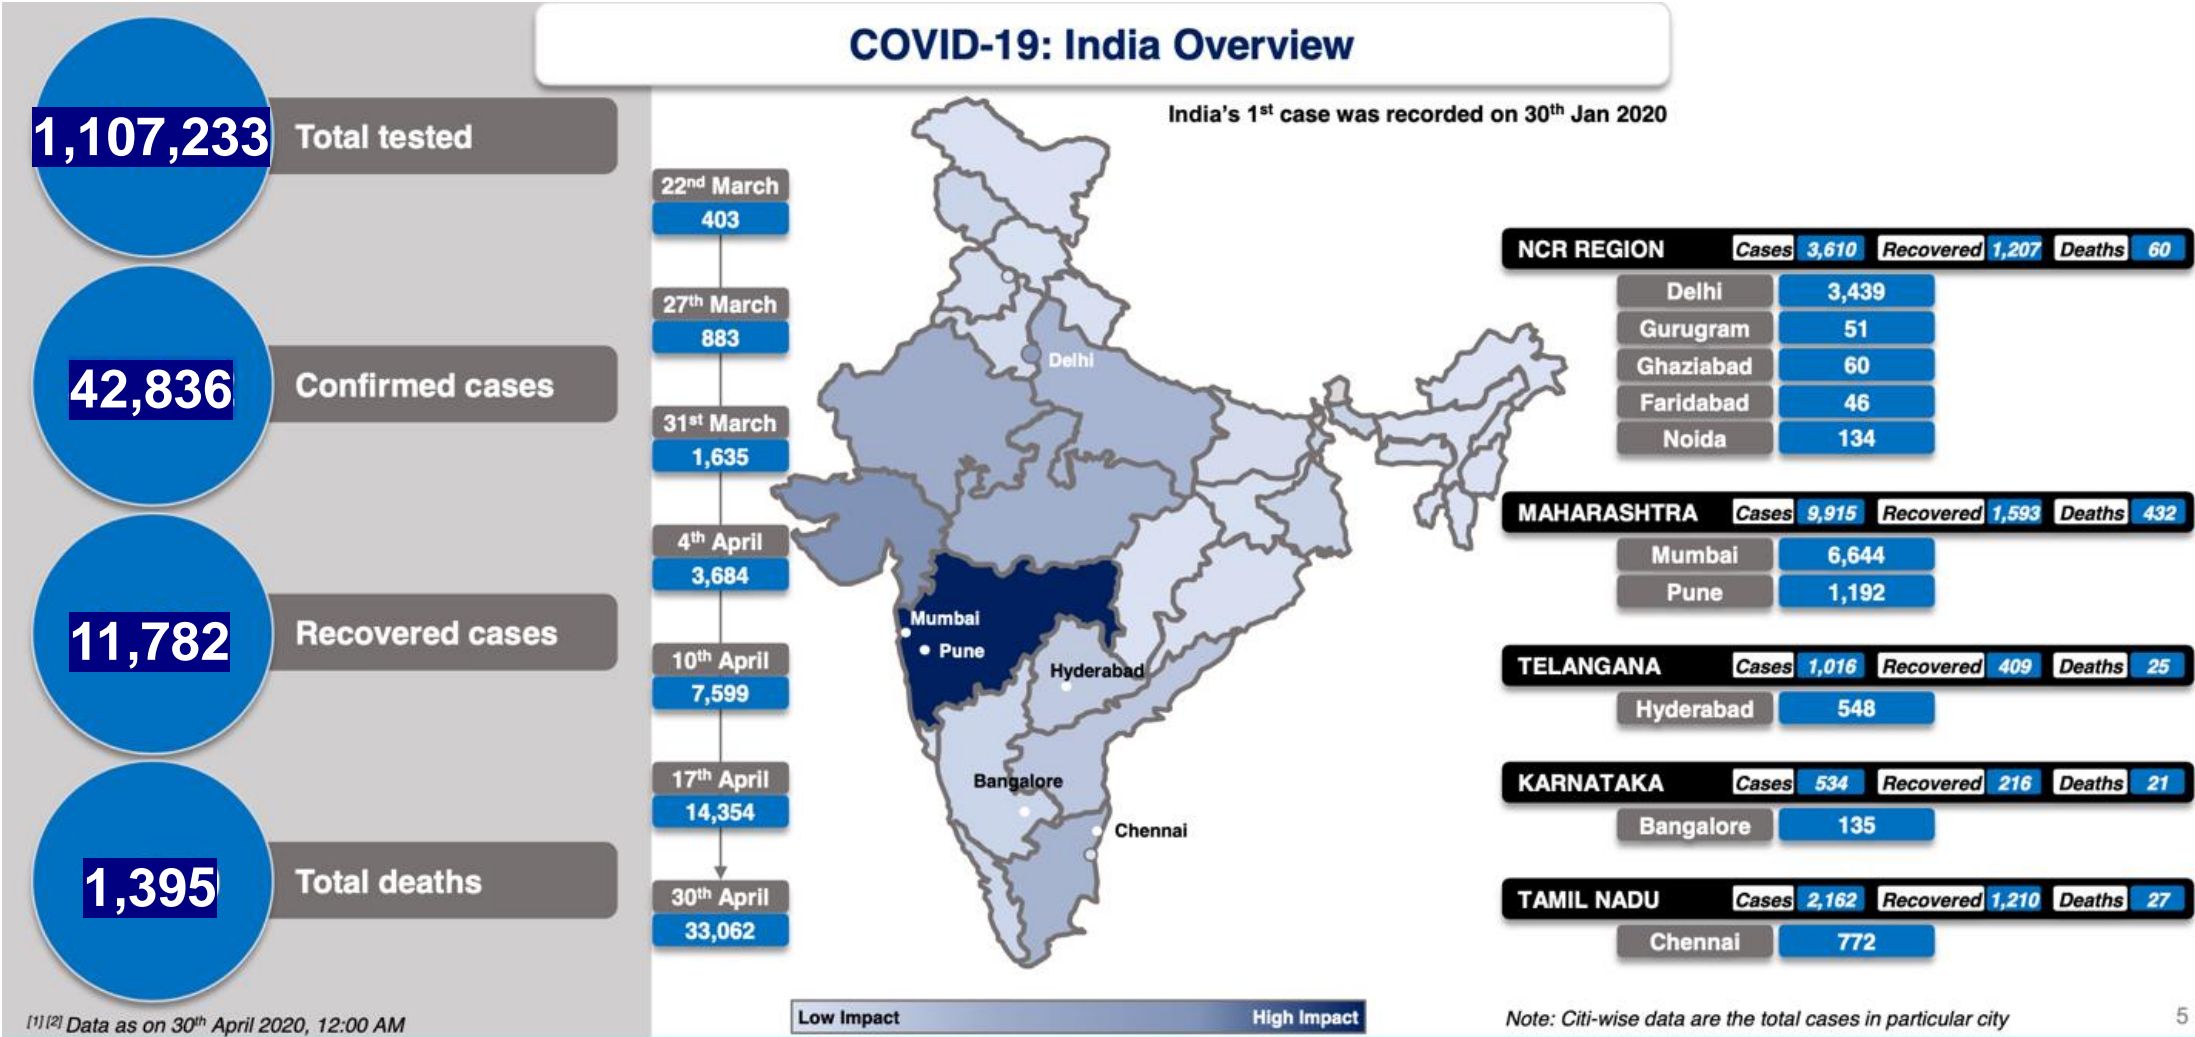 COVID-19: India Overview
India's 1st case was recorded on 30th Jan 2020
1,107,233 Total tested
42,836 Confirmed cases
11,782 Recovered cases
1,395 Total deaths
[1] [2] Data as on 30th April 2020, 12:00 AM
22nd March
403
27th March
883
31st March
1,635
4th April
3,684
10th April
7,599
17th April
14,354
30th April
33,062
Delhi
Mumbai
Pune
Hyderabad
Bangalore
Chennai
Low Impact High Impact
NCR REGION Cases 3,610 Recovered 1,207 Deaths 60
Delhi 3,439
Gurugram 51
Ghaziabad 60
Faridabad 46
Noida 134
MAHARASHTRA Cases 9,915 Recovered 1,593 Deaths 432
Mumbai 6,644
Pune 1,192
TELANGANA Cases 1,016 Recovered 409 Deaths 25
Hyderabad 548
KARNATAKA Cases 534 Recovered 216 Deaths 21
Bangalore 135
TAMIL NADU Cases 2,162 Recovered 1,210 Deaths 27
Chennai 772
Note: Citi-wise data are the total cases in particular city
5